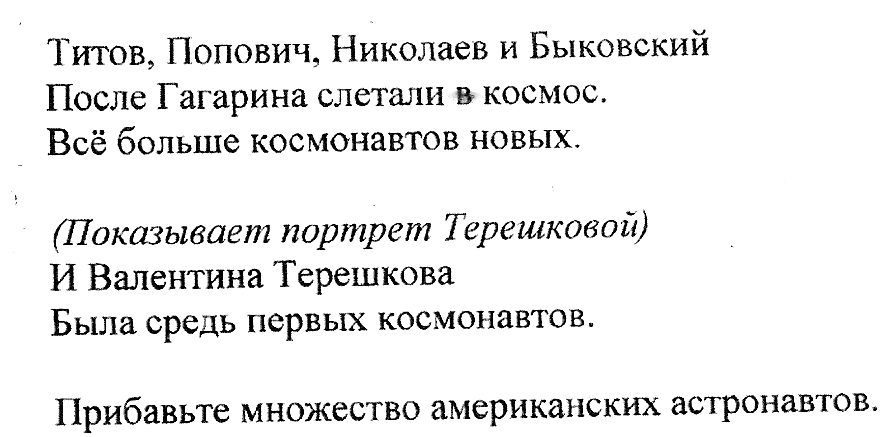 Титов, Попович, Николаев и Быковский
После Гагарина слетали в космос.
Всё больше космонавтов новых.
(Показывает портрет Терешковой)
И Валентина Терешкова
Была средь первых космонавтов.
Прибавьте множество американских астронавтов.